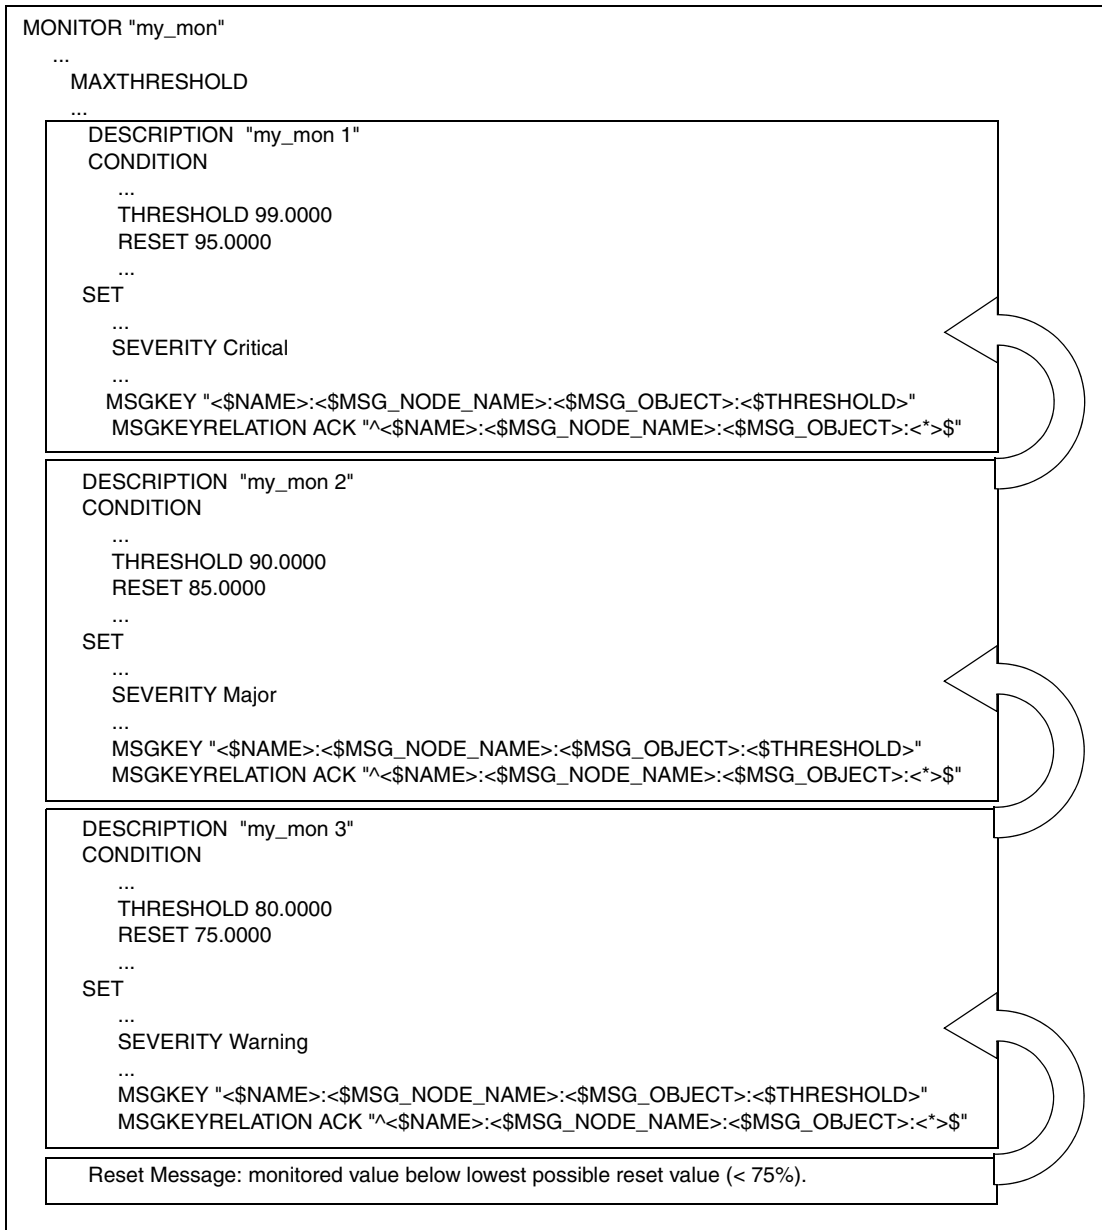 MONITOR "my_mon"
...
MAXTHRESHOLD
...
DESCRIPTION  "my_mon 1"
CONDITION
...
THRESHOLD 99.0000
RESET 95.0000
...
SET
...
SEVERITY Critical
...
MSGKEY "<$NAME>:<$MSG_NODE_NAME>:<$MSG_OBJECT>:<$THRESHOLD>"
MSGKEYRELATION ACK "^<$NAME>:<$MSG_NODE_NAME>:<$MSG_OBJECT>:<*>$"
DESCRIPTION  "my_mon 2"
CONDITION
...
THRESHOLD 90.0000
RESET 85.0000
...
SET
...
SEVERITY Major
...
MSGKEY "<$NAME>:<$MSG_NODE_NAME>:<$MSG_OBJECT>:<$THRESHOLD>"
MSGKEYRELATION ACK "^<$NAME>:<$MSG_NODE_NAME>:<$MSG_OBJECT>:<*>$"
DESCRIPTION  "my_mon 3"
CONDITION
...
THRESHOLD 80.0000
RESET 75.0000
...
SET
...
SEVERITY Warning
...
MSGKEY "<$NAME>:<$MSG_NODE_NAME>:<$MSG_OBJECT>:<$THRESHOLD>"
MSGKEYRELATION ACK "^<$NAME>:<$MSG_NODE_NAME>:<$MSG_OBJECT>:<*>$"
Reset Message: monitored value below lowest possible reset value (< 75%).